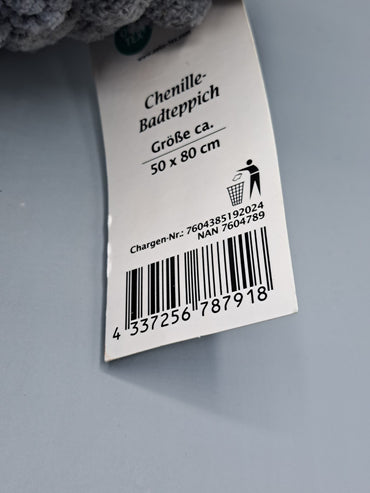 Chenille-
Badteppich
Größe ca.
50 x 80 cm
Chargen-Nr.: 7604385192024
NAN 7604789
4 337256 787918